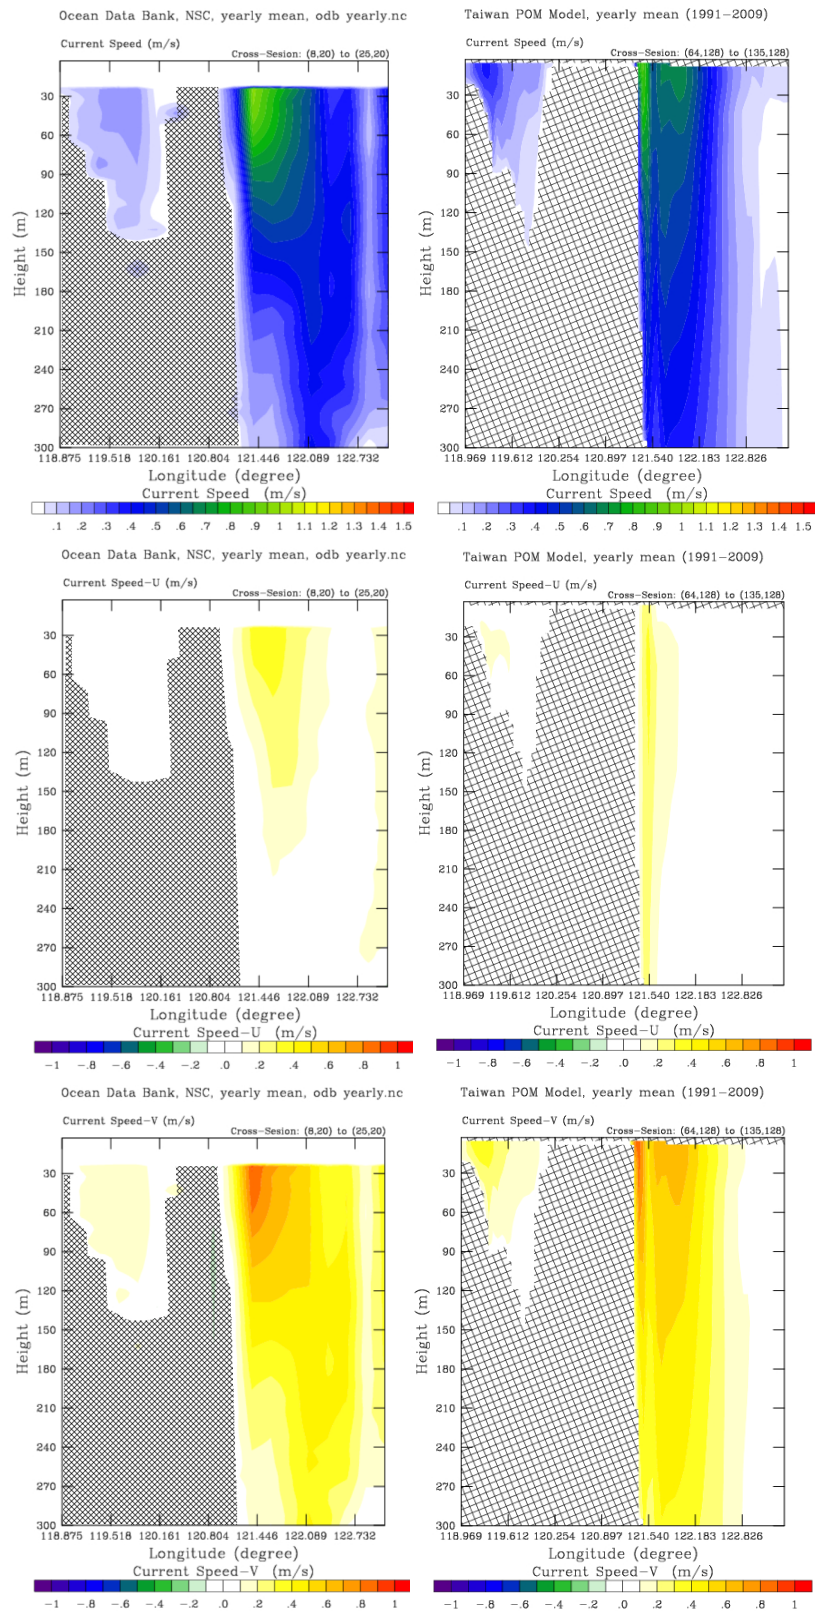 Ocean Data Bank, NSC, yearly mean, odb yearly.nc
Current Speed (m/s)
Cross-Sesion: (8,20) to (25,20)
30
60
90
120
150
180
210
240
270
300
Height (m)
118.875 119.518 120.161 120.804 121.446 122.089 122.732
Longitude (degree)
Current Speed (m/s)
.1 .2 .3 .4 .5 .6 .7 .8 .9 1 1.1 1.2 1.3 1.4 1.5
Taiwan POM Model, yearly mean (1991-2009)
Current Speed (m/s)
Cross-Sesion: (64,128) to (135,128)
30
60
90
120
150
180
210
240
270
300
Height (m)
118.969 119.612 120.254 120.897 121.540 122.183 122.826
Longitude (degree)
Current Speed (m/s)
.1 .2 .3 .4 .5 .6 .7 .8 .9 1 1.1 1.2 1.3 1.4 1.5
Ocean Data Bank, NSC, yearly mean, odb yearly.nc
Current Speed-U (m/s)
Cross-Sesion: (8,20) to (25,20)
30
60
90
120
150
180
210
240
270
300
Height (m)
118.875 119.518 120.161 120.804 121.446 122.089 122.732
Longitude (degree)
Current Speed-U (m/s)
-1 -.8 -.6 -.4 -.2 .0 .2 .4 .6 .8 1
Taiwan POM Model, yearly mean (1991-2009)
Current Speed-U (m/s)
Cross-Sesion: (64,128) to (135,128)
30
60
90
120
150
180
210
240
270
300
Height (m)
118.969 119.612 120.254 120.897 121.540 122.183 122.826
Longitude (degree)
Current Speed-U (m/s)
-1 -.8 -.6 -.4 -.2 .0 .2 .4 .6 .8 1
Ocean Data Bank, NSC, yearly mean, odb yearly.nc
Current Speed-V (m/s)
Cross-Sesion: (8,20) to (25,20)
30
60
90
120
150
180
210
240
270
300
Height (m)
118.875 119.518 120.161 120.804 121.446 122.089 122.732
Longitude (degree)
Current Speed-V (m/s)
-1 -.8 -.6 -.4 -.2 .0 .2 .4 .6 .8 1
Taiwan POM Model, yearly mean (1991-2009)
Current Speed-V (m/s)
Cross-Sesion: (64,128) to (135,128)
30
60
90
120
150
180
210
240
270
300
Height (m)
118.969 119.612 120.254 120.897 121.540 122.183 122.826
Longitude (degree)
Current Speed-V (m/s)
-1 -.8 -.6 -.4 -.2 .0 .2 .4 .6 .8 1